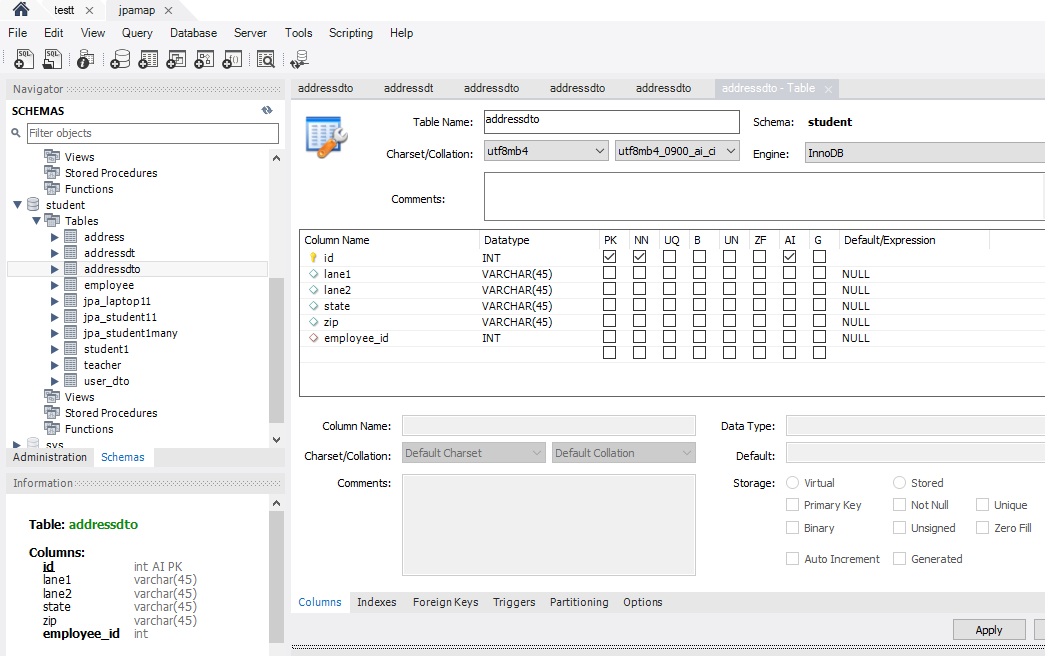 testt
jpamap
File Edit View Query Database Server Tools Scripting Help
Navigator
SCHEMAS
Filter objects
Views
Stored Procedures
Functions
student
Tables
address
addressdt
addressdto
employee
jpa_laptop11
jpa_student11
jpa_student1many
student1
teacher
user_dto
Views
Stored Procedures
Functions
sys
Administration Schemas
Information
Table: addressdto
Columns:
id int AI PK
lane1 varchar(45)
lane2 varchar(45)
state varchar(45)
zip varchar(45)
employee_id int
addressdto addressdt addressdto addressdto addressdto addressdto - Table
Table Name: addressdto Schema: student
Charset/Collation: utf8mb4 utf8mb4_0900_ai_ci Engine: InnoDB
Comments:
Column Name Datatype PK NN UQ B UN ZF AI G Default/Expression
id INT
lane1 VARCHAR(45) NULL
lane2 VARCHAR(45) NULL
state VARCHAR(45) NULL
zip VARCHAR(45) NULL
employee_id INT NULL
Column Name: Data Type:
Charset/Collation: Default Charset Default Collation Default:
Comments: Storage: Virtual Stored
Primary Key Not Null Unique
Binary Unsigned Zero Fill
Auto Increment Generated
Columns Indexes Foreign Keys Triggers Partitioning Options
Apply